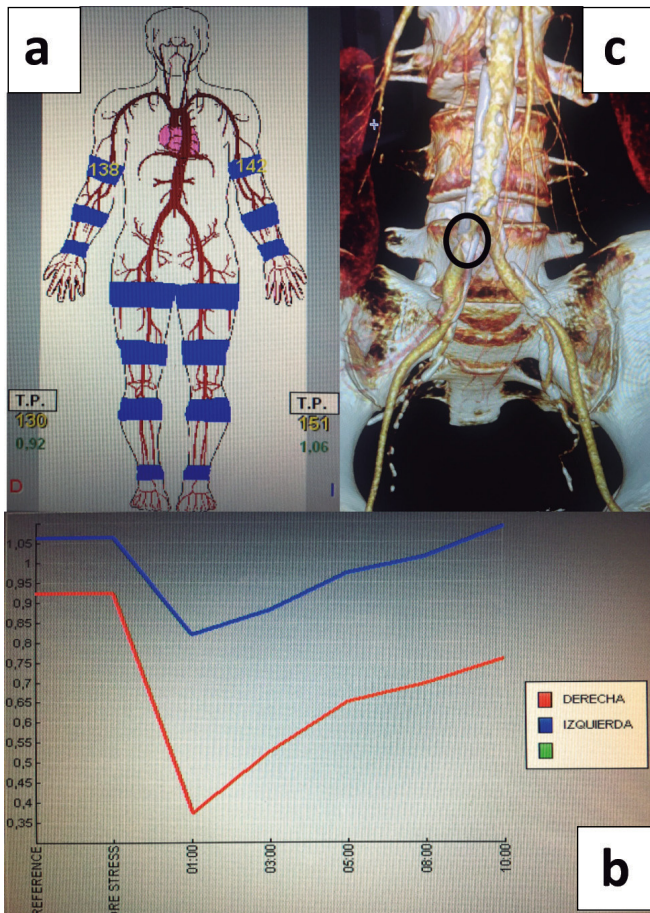 a
c
138
142
T.P.
130
0,92
T.P.
151
1,06
D
I
1,05
1
0,95
0,9
0,85
0,8
0,75
0,7
0,65
0,6
0,55
0,5
0,45
0,4
0,35
REFERENCE
PRE STRESS
01:00
03:00
05:00
08:00
10:00
DERECHA
IZQUIERDA
b